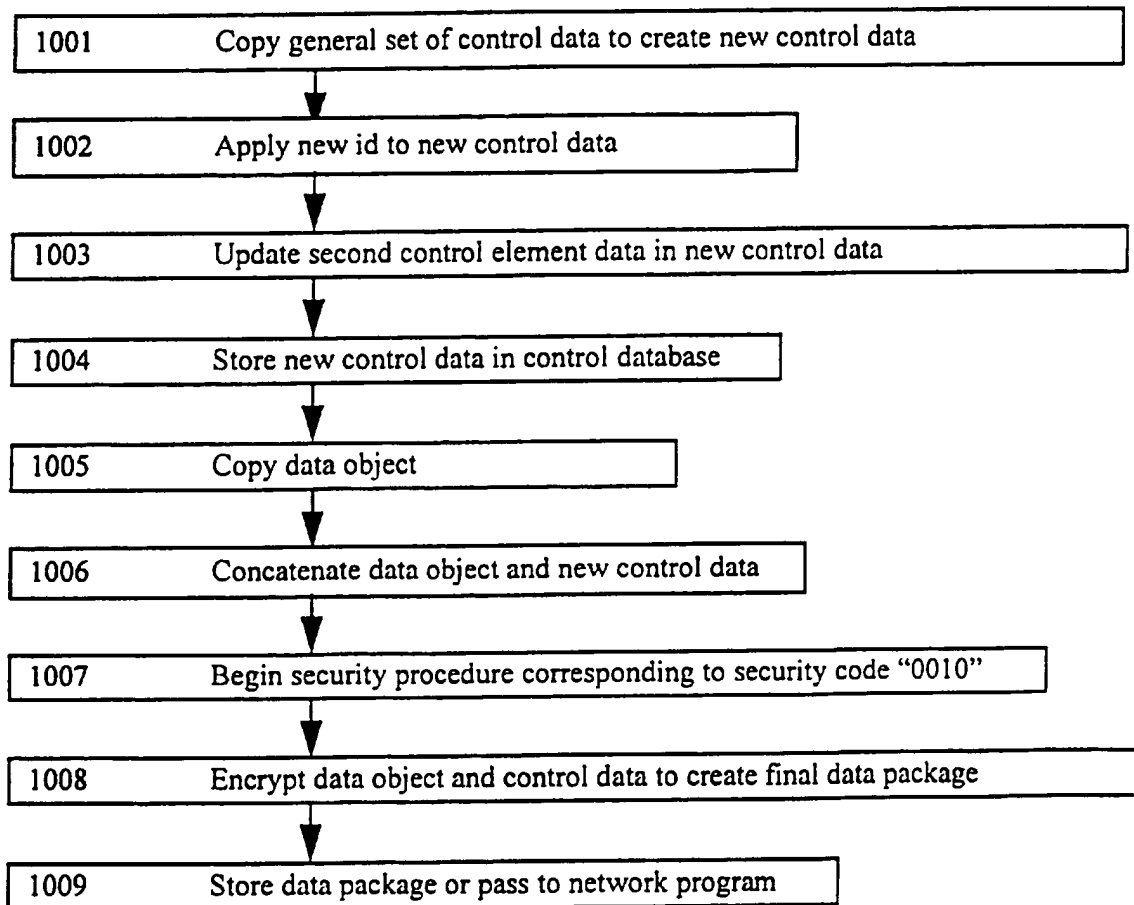 1001 Copy general set of control data to create new control data
1002 Apply new id to new control data
1003 Update second control element data in new control data
1004 Store new control data in control database
1005 Copy data object
1006 Concatenate data object and new control data
1007 Begin security procedure corresponding to security code “0010”
1008 Encrypt data object and control data to create final data package
1009 Store data package or pass to network program